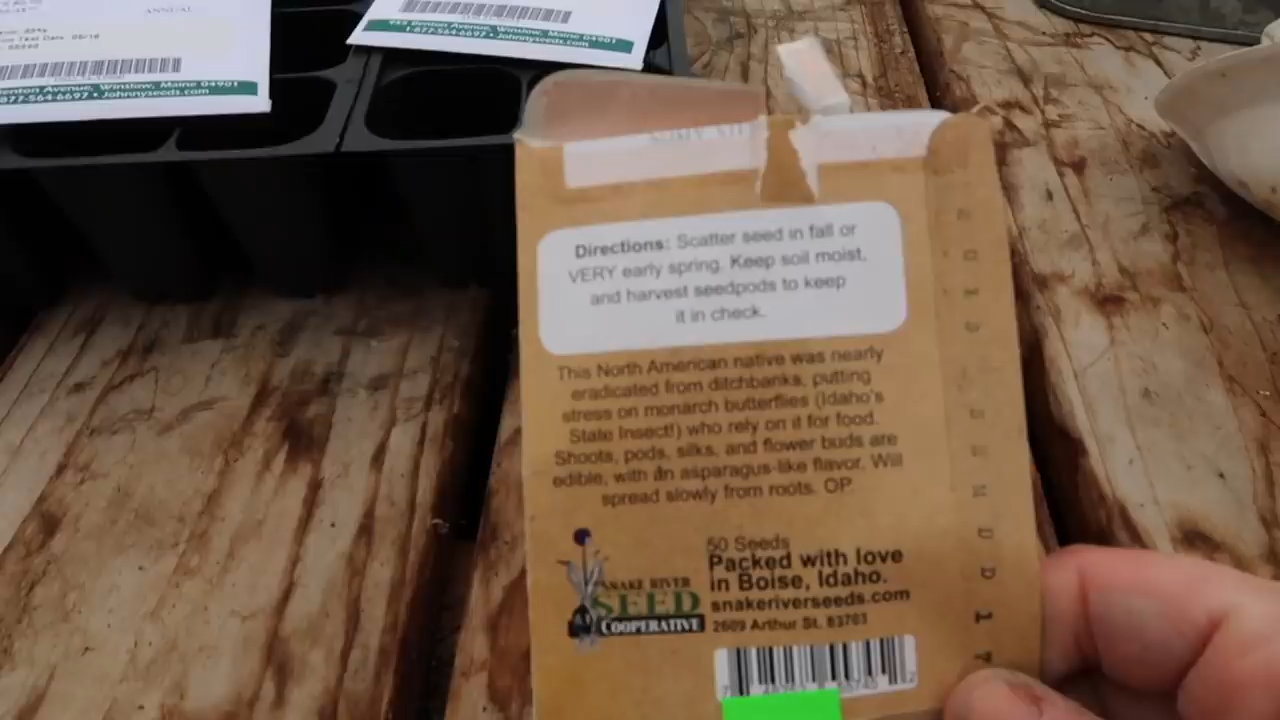 ANNUAL
Benton Avenue, Winslow, Maine 04901
877-564-6697 • Johnnyseeds.com
955 Benton Avenue, Winslow, Maine 04901
1-877-564-6697 • Johnnyseeds.com
Directions: Scatter seed in fall or
VERY early spring. Keep soil moist,
and harvest seedpods to keep
it in check.
This North American native was nearly
eradicated from ditchbanks, putting
stress on monarch butterflies (Idaho's
State Insect!) who rely on it for food.
Shoots, pods, silks, and flower buds are
edible, with an asparagus-like flavor. Will
spread slowly from roots. OP.
SNAKE RIVER
SEED
COOPERATIVE
50 Seeds
Packed with love
in Boise, Idaho.
snakeriverseeds.com
2609 Arthur St. 83703